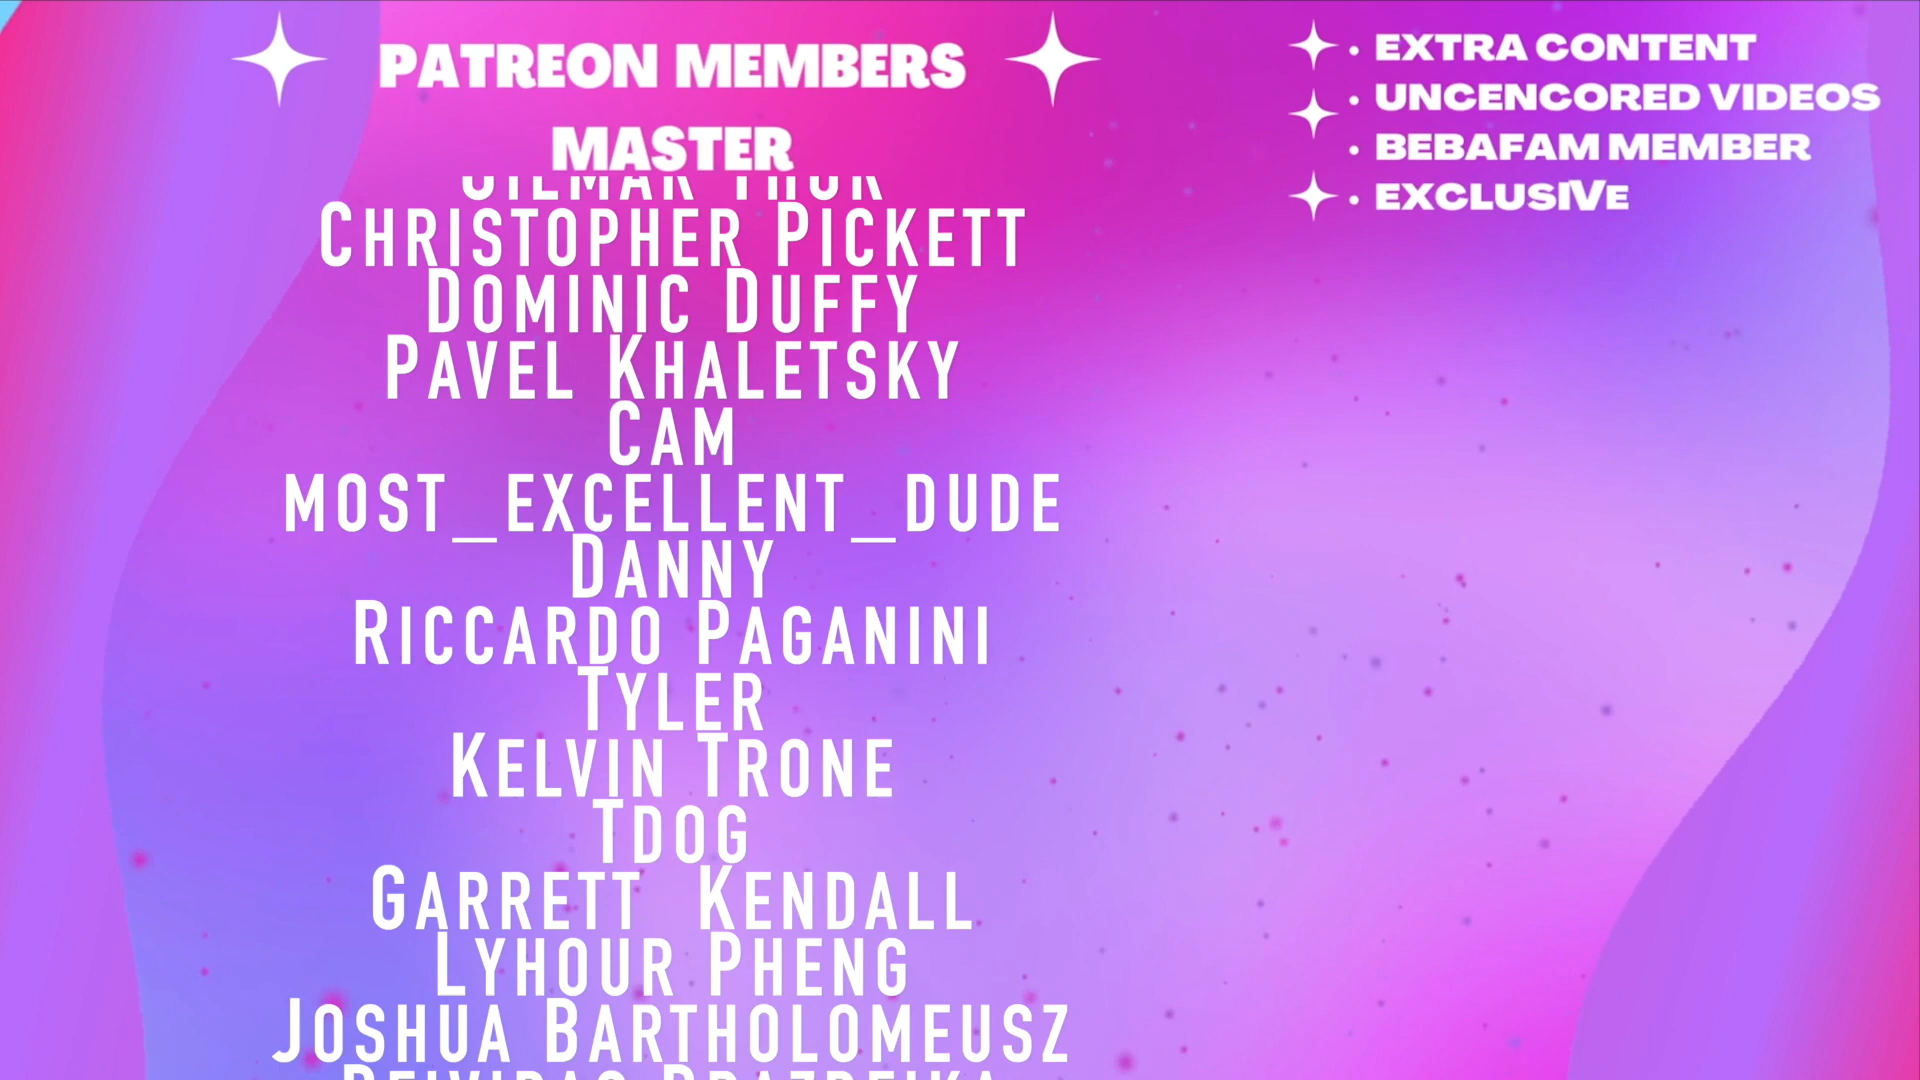 PATREON MEMBERS
MASTER
Christopher Pickett
Dominic Duffy
Pavel Khaletsky
Cam
most_excellent_dude
Danny
Riccardo Paganini
Tyler
Kelvin Trone
Tdog
Garrett Kendall
Lyhour Pheng
Joshua Bartholomeusz
• EXTRA CONTENT
• UNCENCORED VIDEOS
• BEBAFAM MEMBER
• EXCLUSIVE